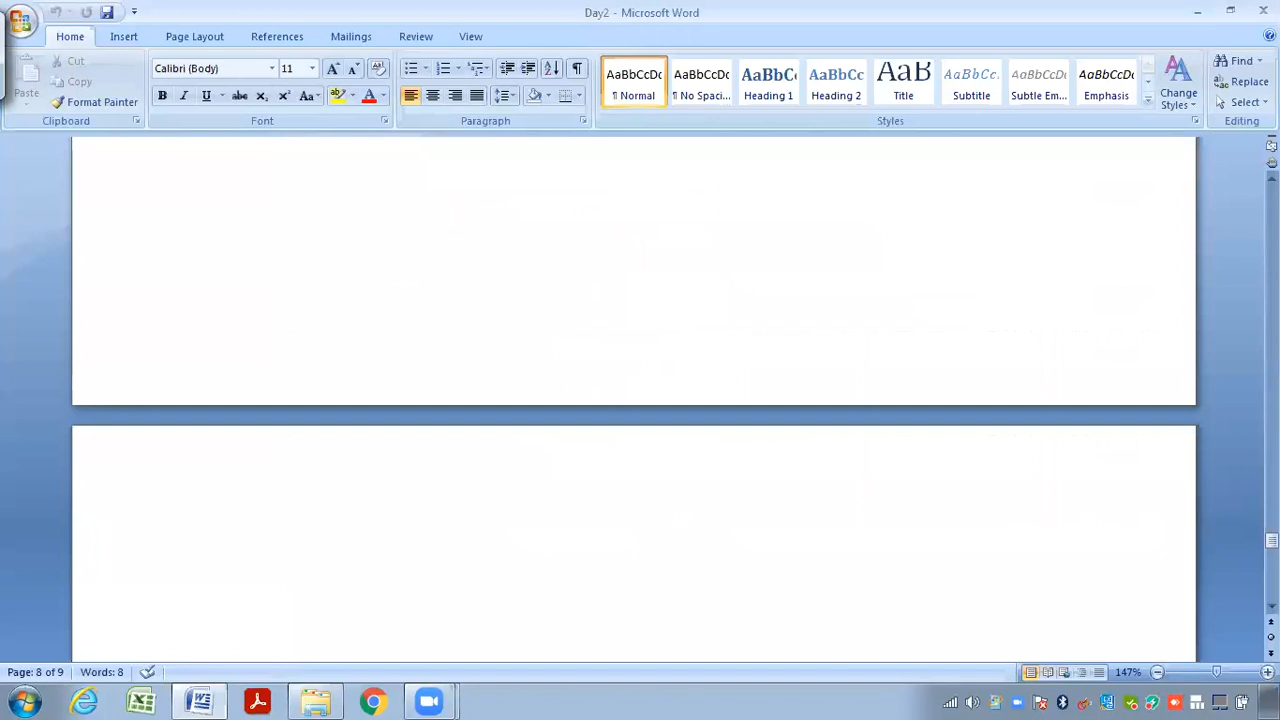 Day2 - Microsoft Word
Home Insert Page Layout References Mailings Review View
Paste
Cut
Copy
Format Painter
Clipboard
Calibri (Body) 11
Font
Paragraph
AaBbCcDc AaBbCcDc AaBbC AaBbCc AaB AaBbCc. AaBbCcDc AaBbCcDc
¶ Normal ¶ No Spaci... Heading 1 Heading 2 Title Subtitle Subtle Em... Emphasis
Change
Styles
Styles
Find
Replace
Select
Editing
Page: 8 of 9 Words: 8 147%